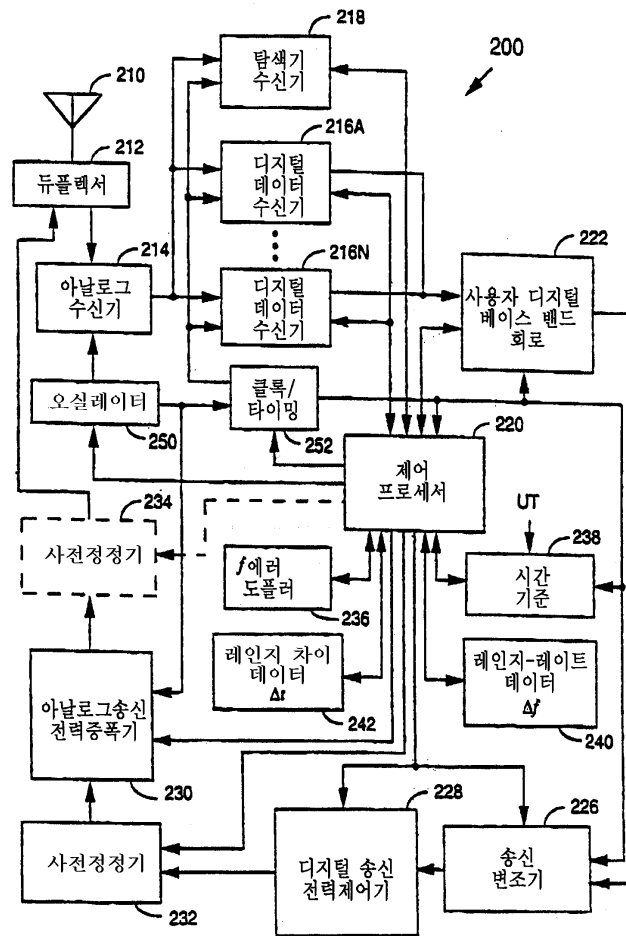 218
탐색기
수신기
200
210
216A
212
디지털
데이터
수신기
듀플렉서
214
216N
222
아날로그
수신기
디지털
데이터
수신기
사용자 디지털
베이스 밴드
회로
오실레이터
클록/
타이밍
250
252
220
제어
프로세서
234
사전정정기
UT
238
f에러
도플러
시간
기준
236
레인지 차이
데이터
Δt
레인지-레이트
데이터
Δf
아날로그송신
전력증폭기
242
240
230
228
226
사전정정기
디지털 송신
전력제어기
송신
변조기
232